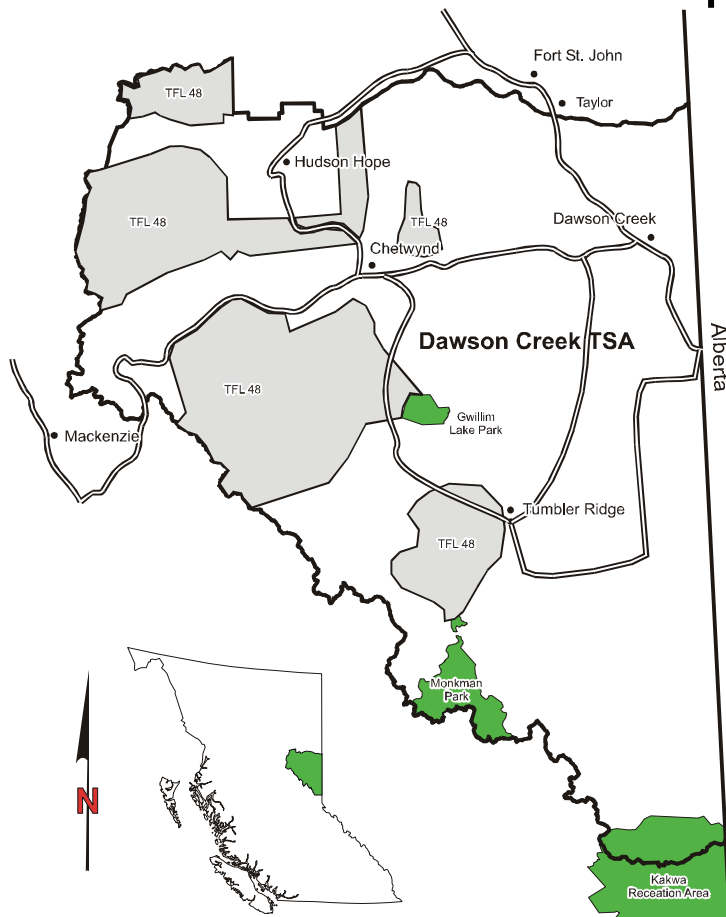 Fort St. John
TFL 48
Taylor
Hudson Hope
TFL 48
TFL 48
Dawson Creek
Chetwynd
Dawson Creek TSA
Alberta
TFL 48
Gwillim
Lake Park
Mackenzie
Tumbler Ridge
TFL 48
Monkman
Park
N
Kakwa
Receation Area